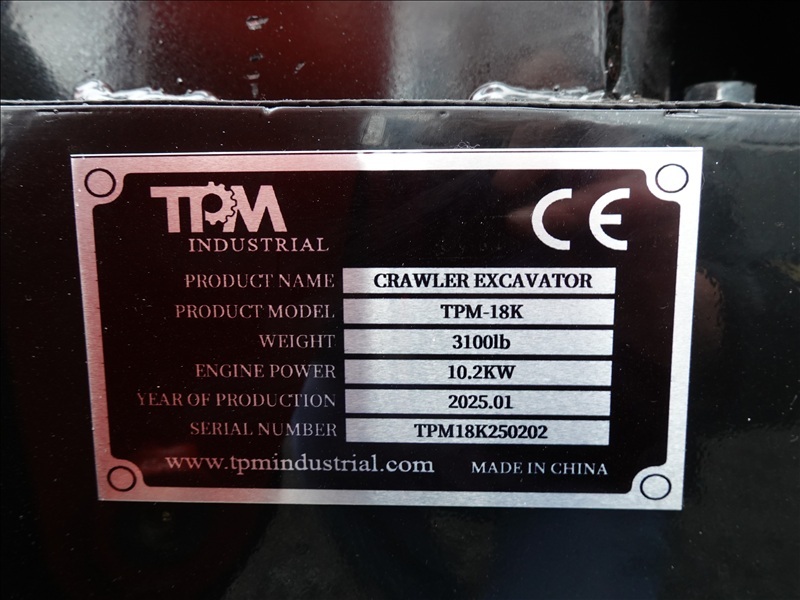 TPM
INDUSTRIAL
CE
PRODUCT NAME CRAWLER EXCAVATOR
PRODUCT MODEL TPM-18K
WEIGHT 3100lb
ENGINE POWER 10.2KW
YEAR OF PRODUCTION 2025.01
SERIAL NUMBER TPM18K250202
www.tpmindustrial.com MADE IN CHINA